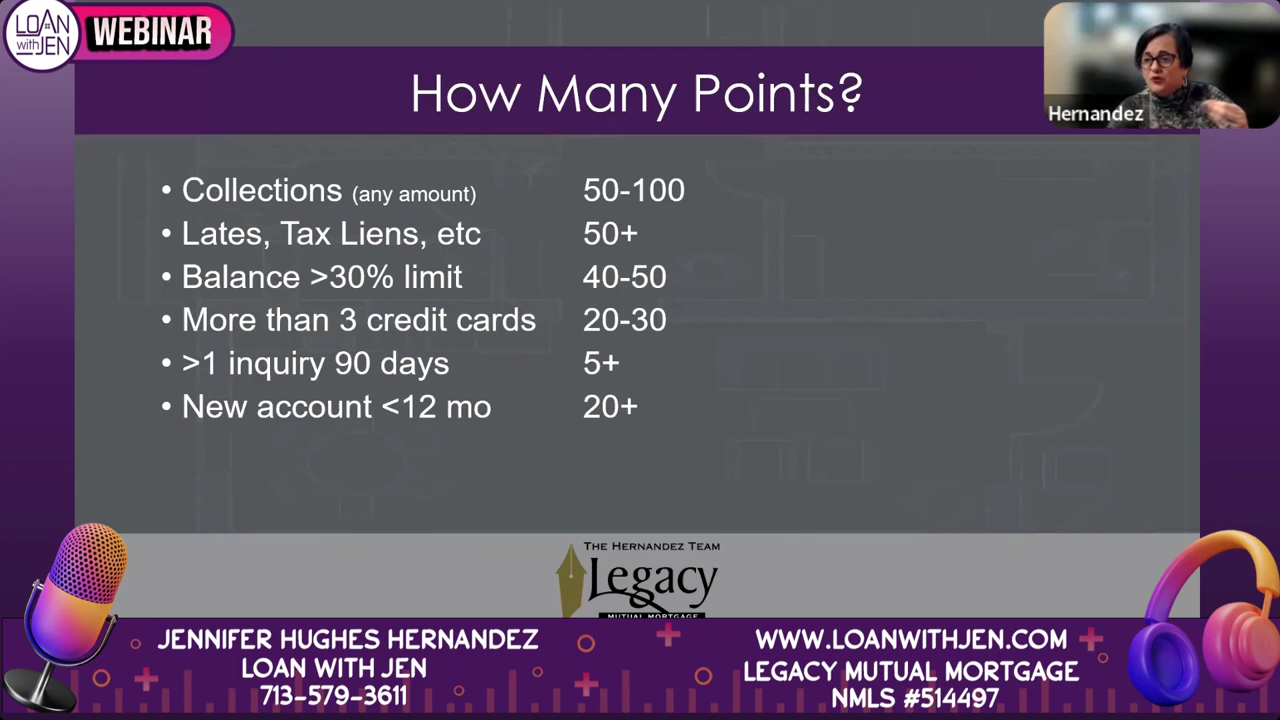 LOAN
with JEN
WEBINAR
How Many Points?
Hernandez
• Collections (any amount) 50-100
• Lates, Tax Liens, etc 50+
• Balance >30% limit 40-50
• More than 3 credit cards 20-30
• >1 inquiry 90 days 5+
• New account <12 mo 20+
THE HERNANDEZ TEAM
Legacy
MUTUAL MORTGAGE
JENNIFER HUGHES HERNANDEZ
LOAN WITH JEN
713-579-3611
WWW.LOANWITHJEN.COM
LEGACY MUTUAL MORTGAGE
NMLS #514497